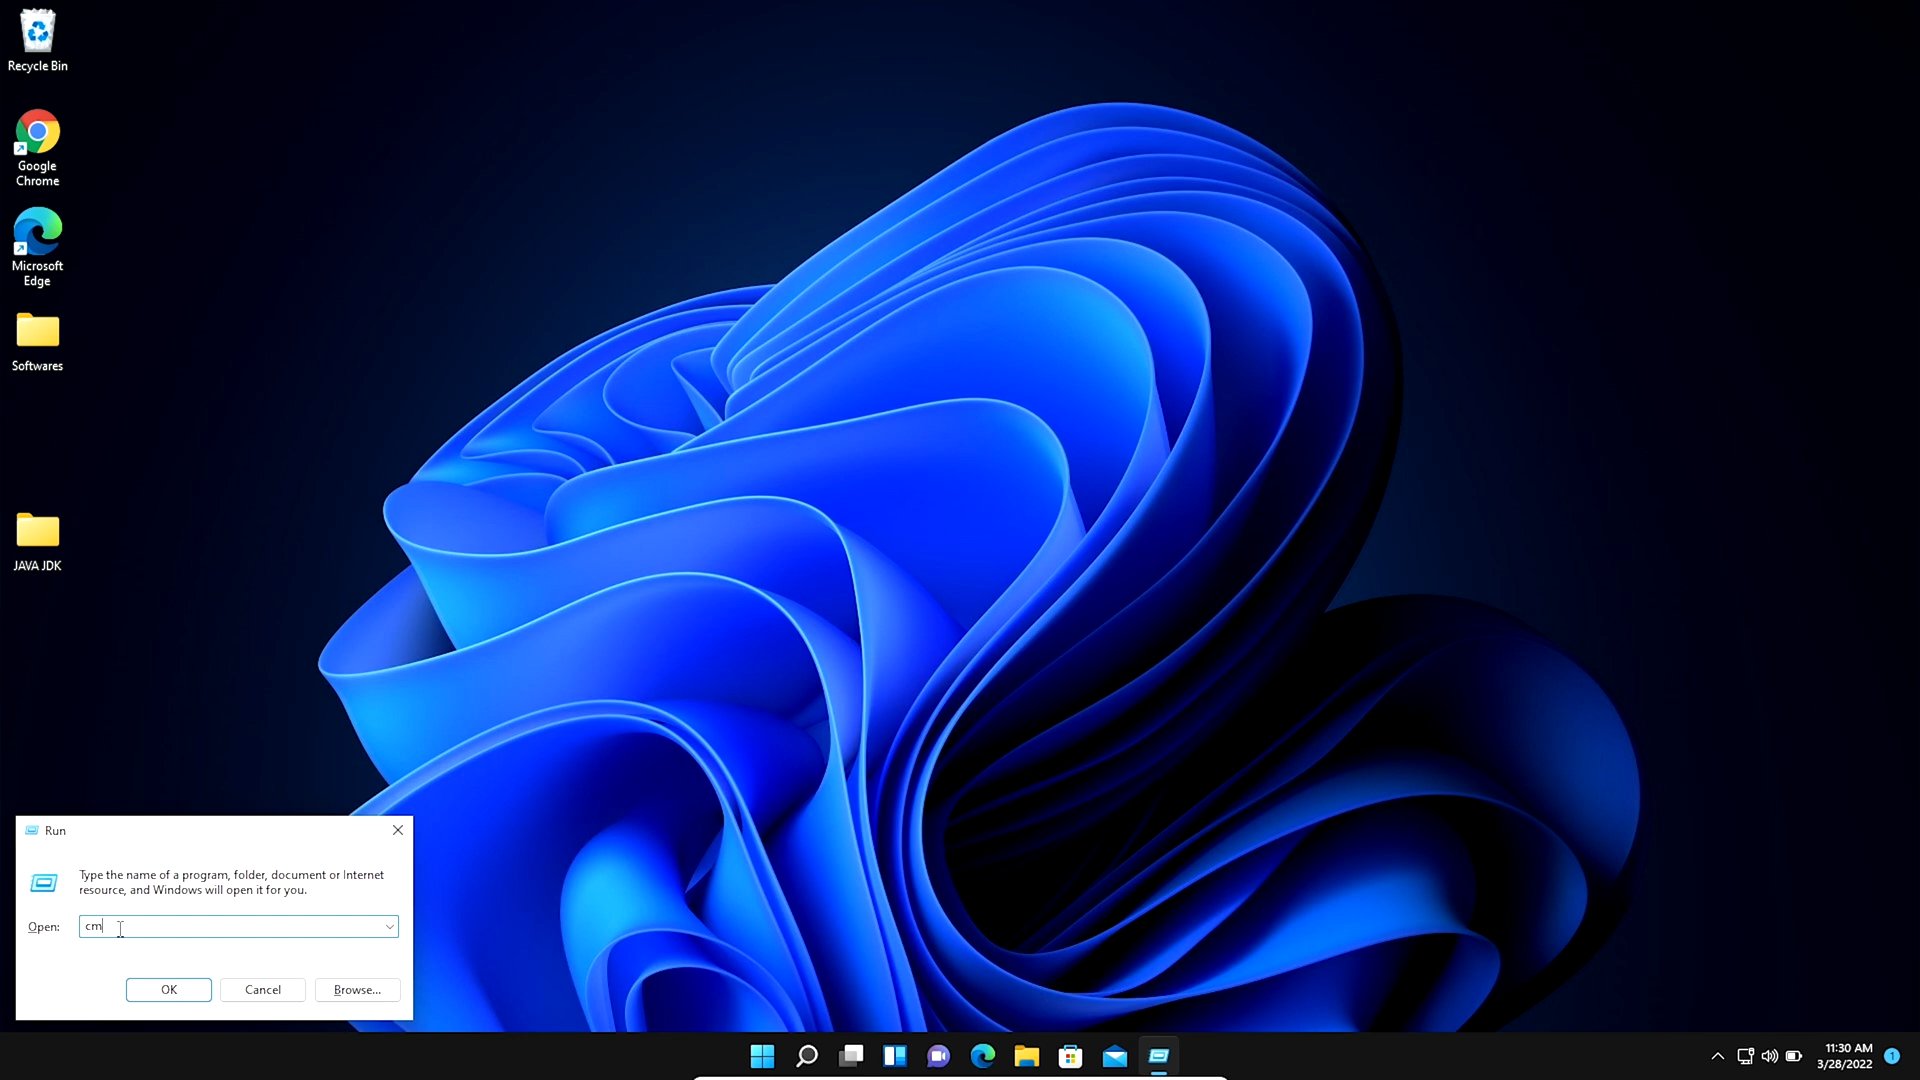 Recycle Bin
Google
Chrome
Microsoft
Edge
Softwares
JAVA JDK
Run
Type the name of a program, folder, document or Internet
resource, and Windows will open it for you.
Open:
cm
OK
Cancel
Browse...
11:30 AM
3/28/2022
1